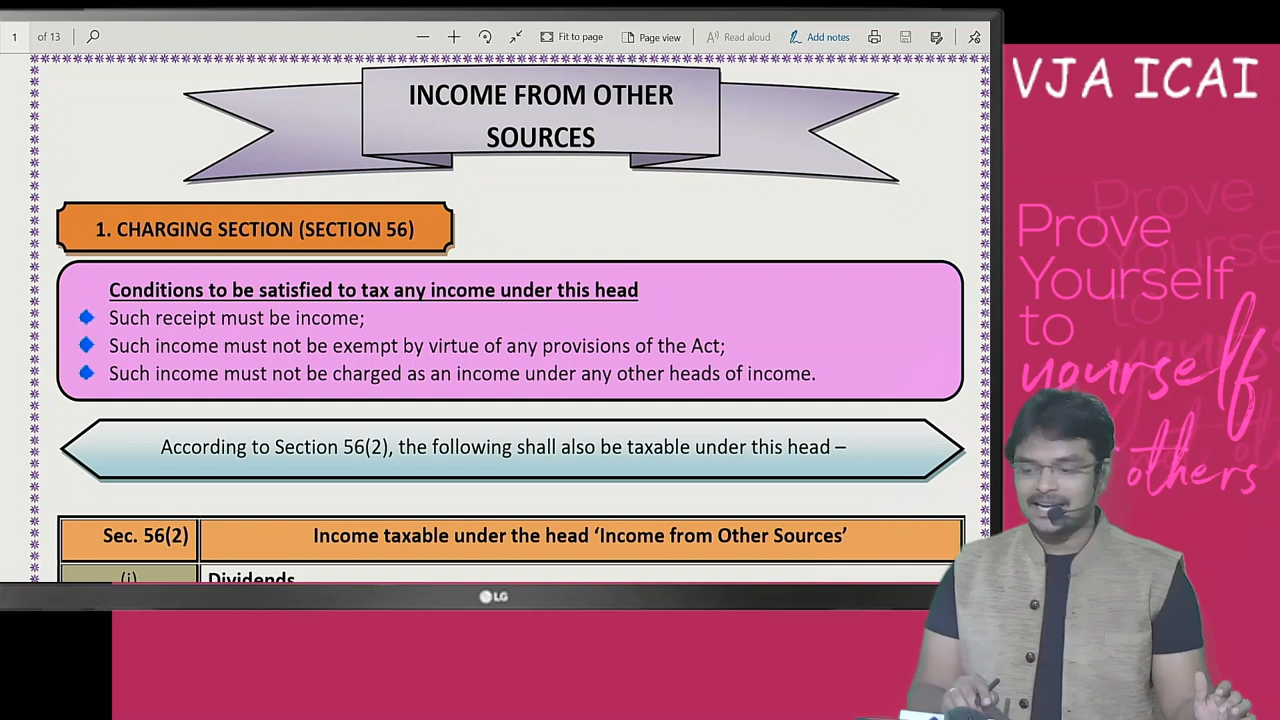 1 of 13
Fit to page
Page view
Read aloud
Add notes
INCOME FROM OTHER
SOURCES
1. CHARGING SECTION (SECTION 56)
Conditions to be satisfied to tax any income under this head
Such receipt must be income;
Such income must not be exempt by virtue of any provisions of the Act;
Such income must not be charged as an income under any other heads of income.
According to Section 56(2), the following shall also be taxable under this head –
Sec. 56(2) Income taxable under the head ‘Income from Other Sources’
(i) Dividends
LG
VJA ICAI
Prove
Yourself
to
yourself
others